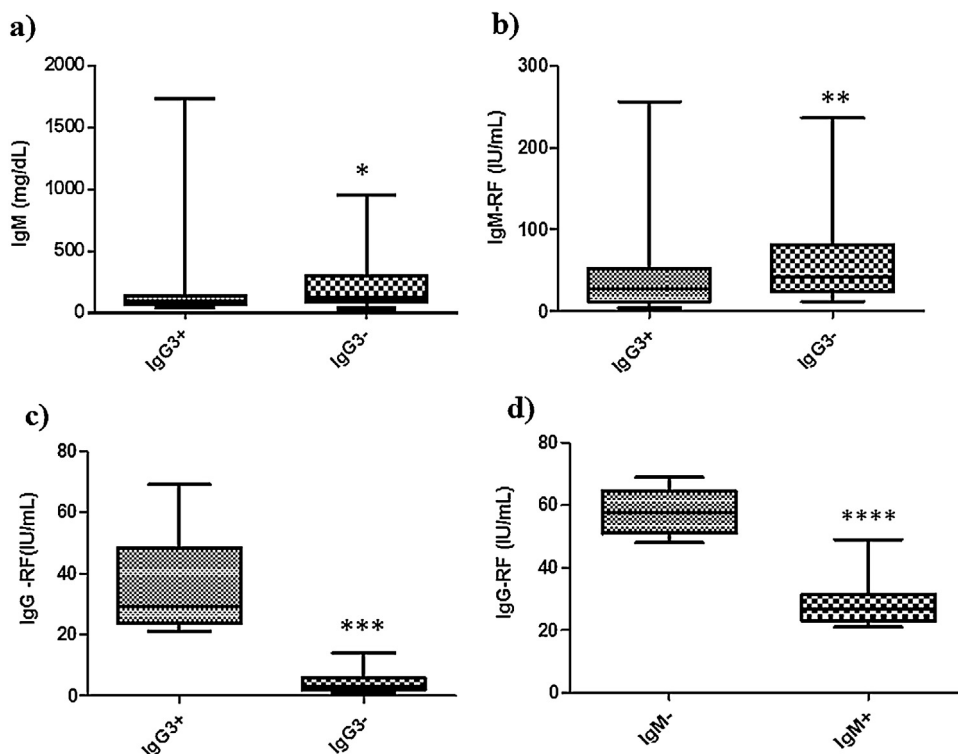 a)
IgM (mg/dL)
2000
1500
1000
500
0
*
IgG3+
IgG3-
b)
IgM-RF (IU/mL)
300
200
100
0
**
IgG3+
IgG3-
c)
IgG -RF(IU/mL)
80
60
40
20
0
***
IgG3+
IgG3-
d)
IgG-RF (IU/mL)
80
60
40
20
0
****
IgM-
IgM+